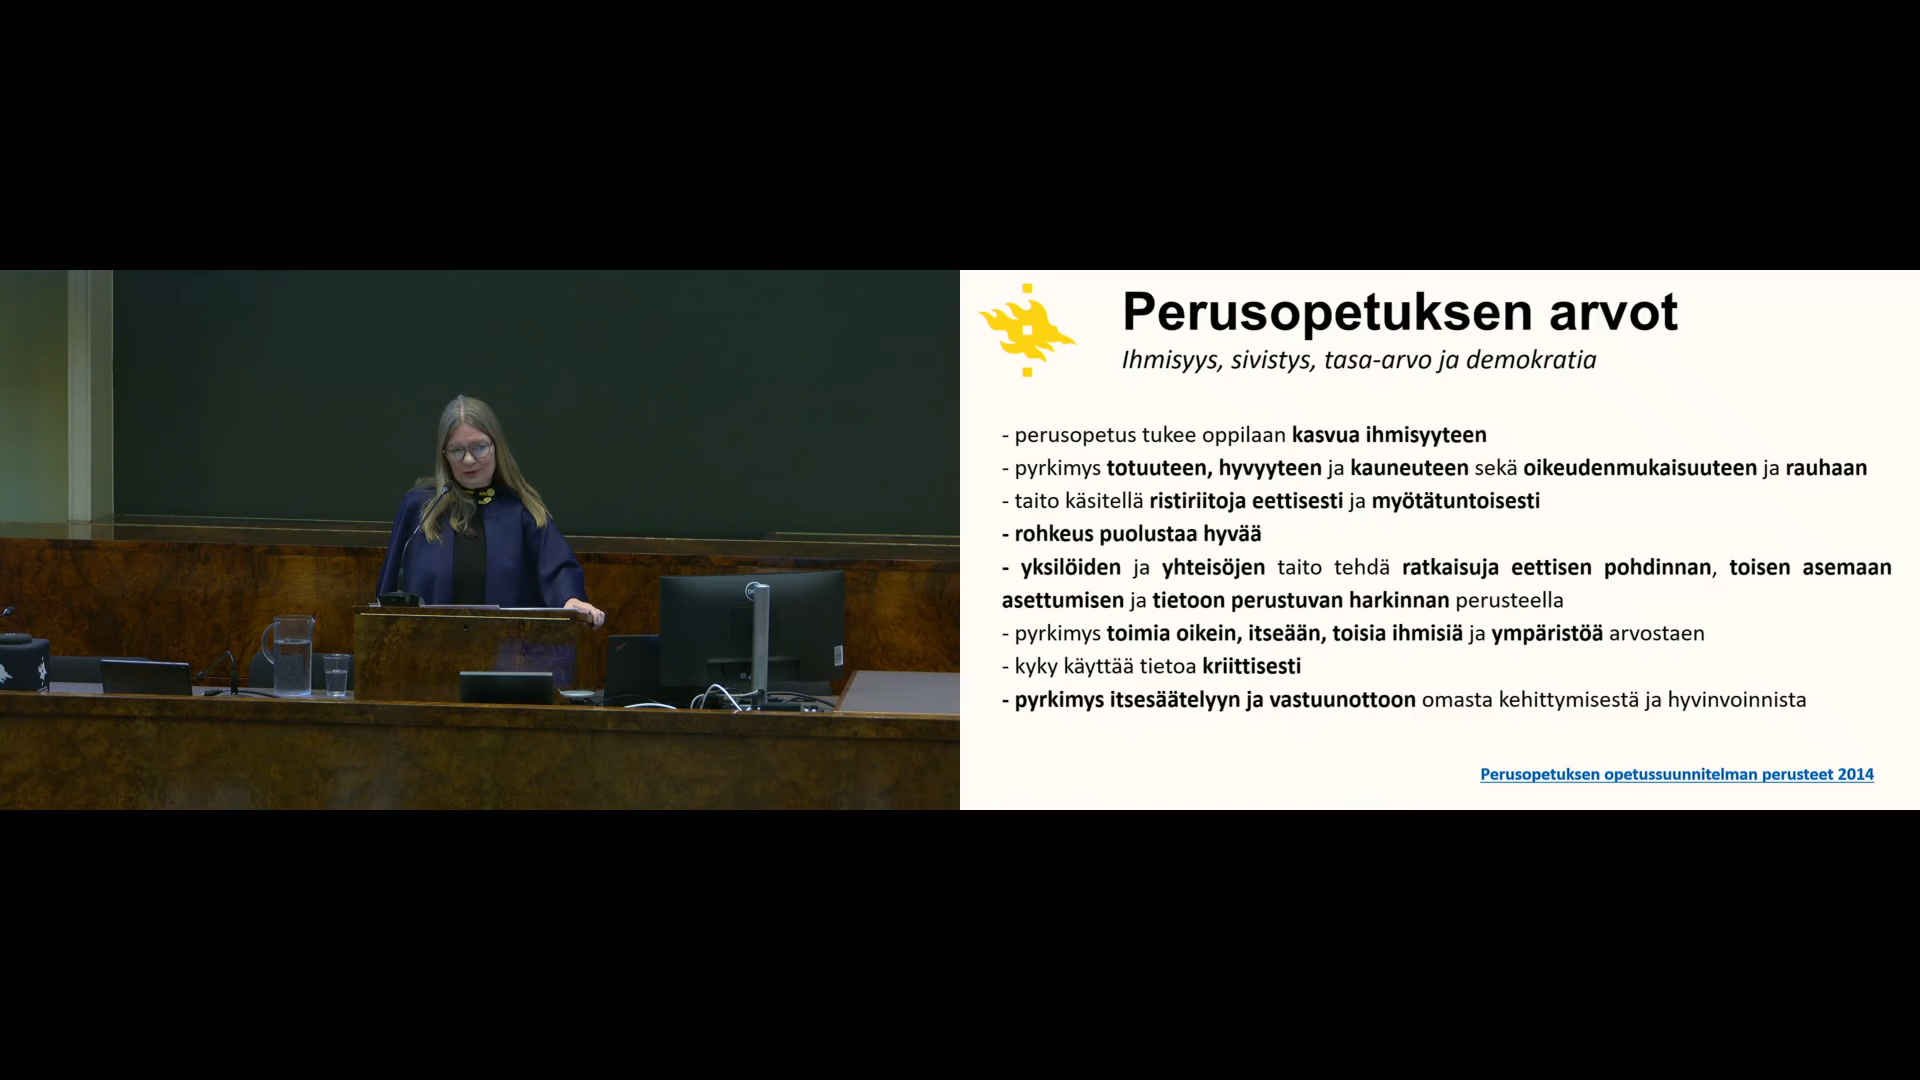 Perusopetuksen arvot
Ihmisyys, sivistys, tasa-arvo ja demokratia
- perusopetus tukee oppilaan kasvua ihmisyyteen
- pyrkimys totuuteen, hyvyyteen ja kauneuteen sekä oikeudenmukaisuuteen ja rauhaan
- taito käsitellä ristiriitoja eettisesti ja myötätuntoisesti
- rohkeus puolustaa hyvää
- yksilöiden ja yhteisöjen taito tehdä ratkaisuja eettisen pohdinnan, toisen asemaan
asettumisen ja tietoon perustuvan harkinnan perusteella
- pyrkimys toimia oikein, itseään, toisia ihmisiä ja ympäristöä arvostaen
- kyky käyttää tietoa kriittisesti
- pyrkimys itsesäätelyyn ja vastuunottoon omasta kehittymisestä ja hyvinvoinnista
Perusopetuksen opetussuunnitelman perusteet 2014